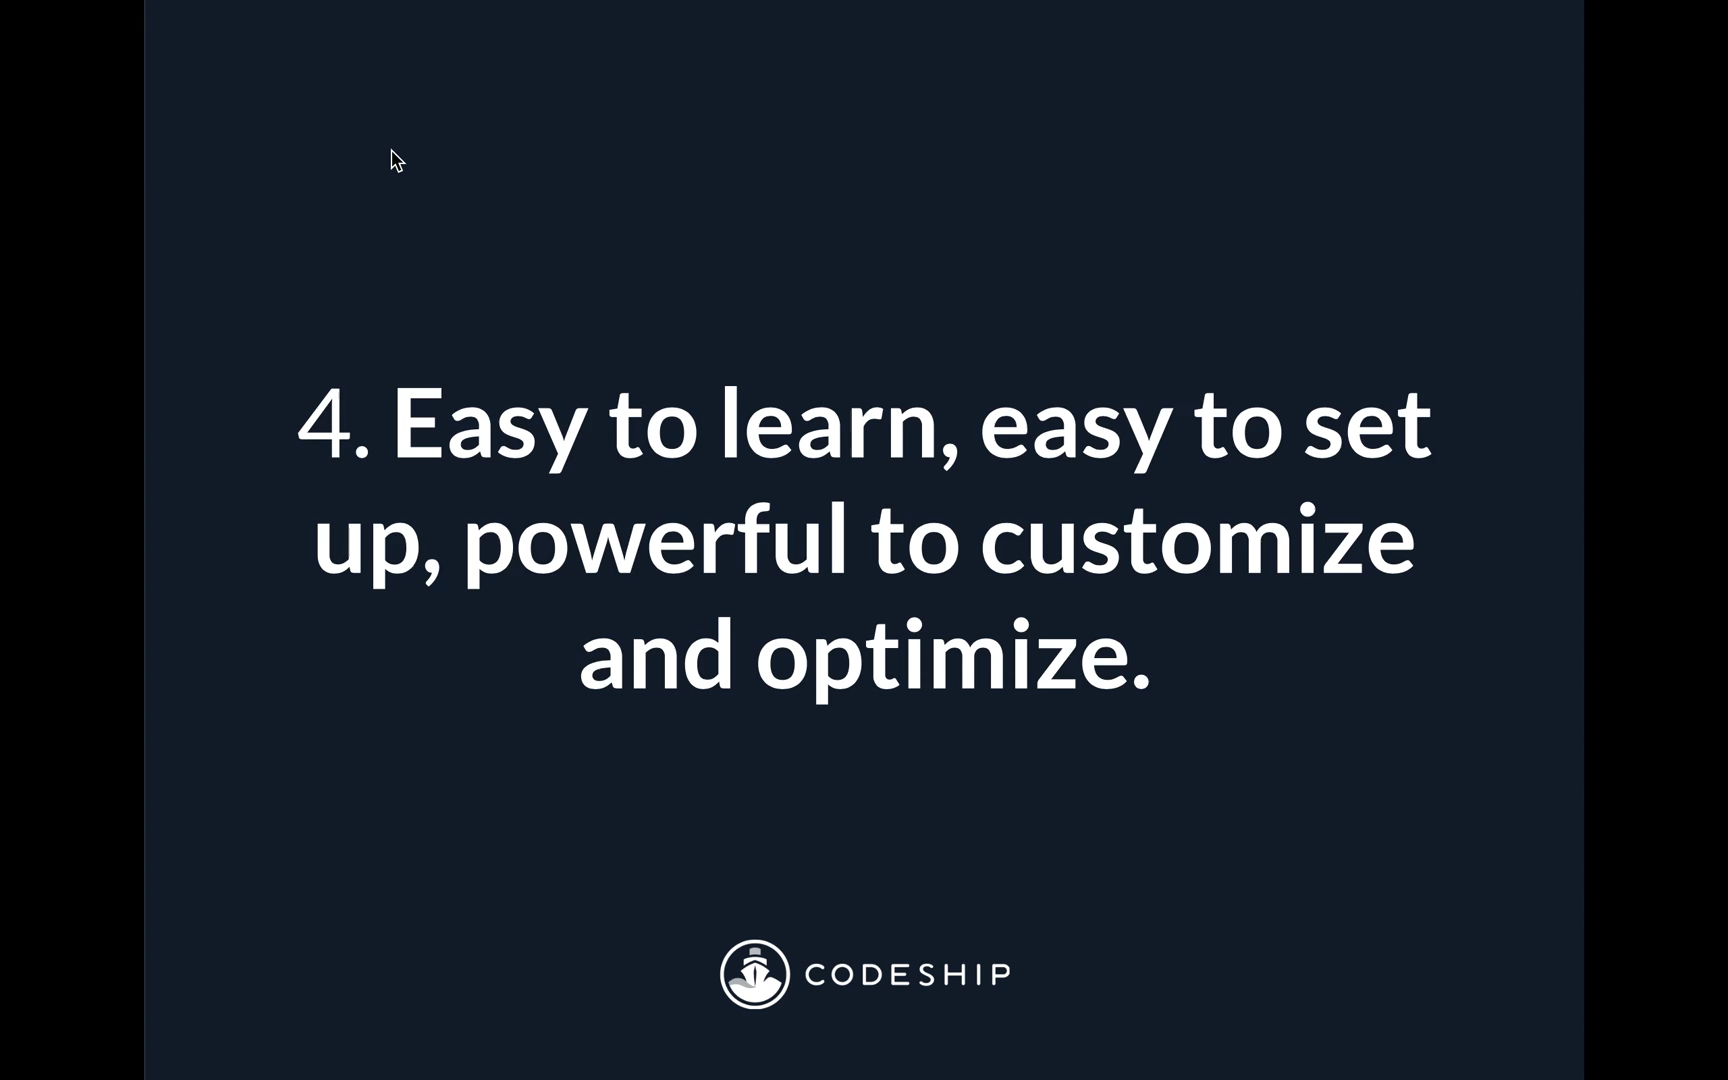 4. Easy to learn, easy to set
up, powerful to customize
and optimize.
CODESHIP